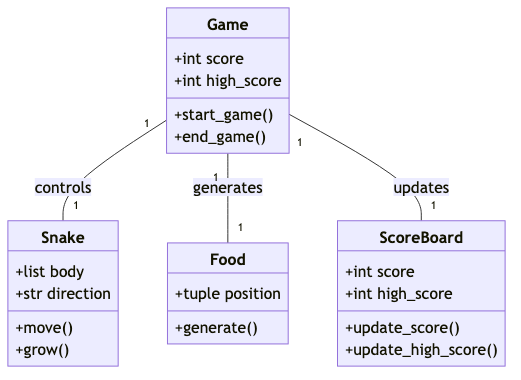 Game
+int score
+int high_score
+start_game()
+end_game()
1
1
1
controls
generates
updates
1
1
1
Snake
+list body
+str direction
+move()
+grow()
Food
+tuple position
+generate()
ScoreBoard
+int score
+int high_score
+update_score()
+update_high_score()